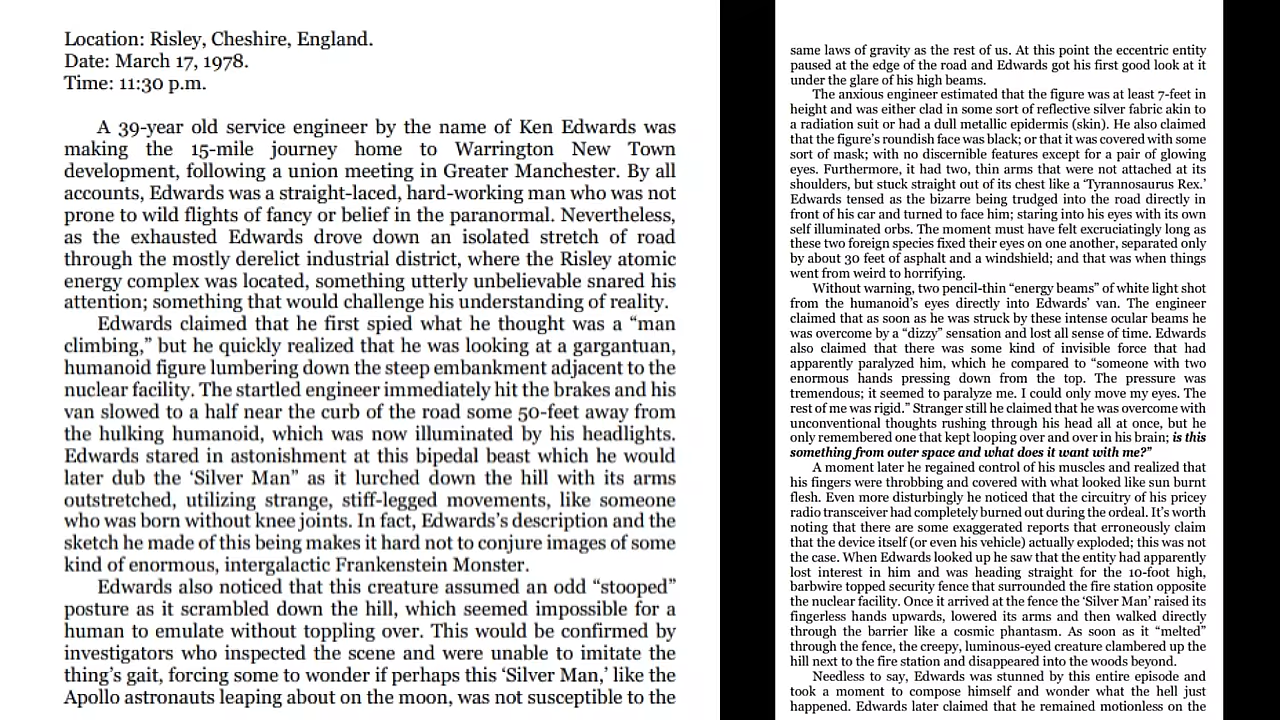 Location: Risley, Cheshire, England.
Date: March 17, 1978.
Time: 11:30 p.m.
A 39-year old service engineer by the name of Ken Edwards was
making the 15-mile journey home to Warrington New Town
development, following a union meeting in Greater Manchester. By all
accounts, Edwards was a straight-laced, hard-working man who was not
prone to wild flights of fancy or belief in the paranormal. Nevertheless,
as the exhausted Edwards drove down an isolated stretch of road
through the mostly derelict industrial district, where the Risley atomic
energy complex was located, something utterly unbelievable snared his
attention; something that would challenge his understanding of reality.
Edwards claimed that he first spied what he thought was a “man
climbing,” but he quickly realized that he was looking at a gargantuan,
humanoid figure lumbering down the steep embankment adjacent to the
nuclear facility. The startled engineer immediately hit the brakes and his
van slowed to a half near the curb of the road some 50-feet away from
the hulking humanoid, which was now illuminated by his headlights.
Edwards stared in astonishment at this bipedal beast which he would
later dub the ‘Silver Man” as it lurched down the hill with its arms
outstretched, utilizing strange, stiff-legged movements, like someone
who was born without knee joints. In fact, Edwards’s description and the
sketch he made of this being makes it hard not to conjure images of some
kind of enormous, intergalactic Frankenstein Monster.
Edwards also noticed that this creature assumed an odd “stooped”
posture as it scrambled down the hill, which seemed impossible for a
human to emulate without toppling over. This would be confirmed by
investigators who inspected the scene and were unable to imitate the
thing’s gait, forcing some to wonder if perhaps this ‘Silver Man,’ like the
Apollo astronauts leaping about on the moon, was not susceptible to the
same laws of gravity as the rest of us. At this point the eccentric entity
paused at the edge of the road and Edwards got his first good look at it
under the glare of his high beams.
The anxious engineer estimated that the figure was at least 7-feet in
height and was either clad in some sort of reflective silver fabric akin to
a radiation suit or had a dull metallic epidermis (skin). He also claimed
that the figure’s roundish face was black; or that it was covered with some
sort of mask; with no discernible features except for a pair of glowing
eyes. Furthermore, it had two, thin arms that were not attached at its
shoulders, but stuck straight out of its chest like a ‘Tyrannosaurus Rex.’
Edwards tensed as the bizarre being trudged into the road directly in
front of his car and turned to face him; staring into his eyes with its own
self illuminated orbs. The moment must have felt excruciatingly long as
these two foreign species fixed their eyes on one another, separated only
by about 30 feet of asphalt and a windshield; and that was when things
went from weird to horrifying.
Without warning, two pencil-thin “energy beams” of white light shot
from the humanoid’s eyes directly into Edwards’ van. The engineer
claimed that as soon as he was struck by these intense ocular beams he
was overcome by a “dizzy” sensation and lost all sense of time. Edwards
also claimed that there was some kind of invisible force that had
apparently paralyzed him, which he compared to “someone with two
enormous hands pressing down from the top. The pressure was
tremendous; it seemed to paralyze me. I could only move my eyes. The
rest of me was rigid.” Stranger still he claimed that he was overcome with
unconventional thoughts rushing through his head all at once, but he
only remembered one that kept looping over and over in his brain; is this
something from outer space and what does it want with me?”
A moment later he regained control of his muscles and realized that
his fingers were throbbing and covered with what looked like sun burnt
flesh. Even more disturbingly he noticed that the circuitry of his pricey
radio transceiver had completely burned out during the ordeal. It’s worth
noting that there are some exaggerated reports that erroneously claim
that the device itself (or even his vehicle) actually exploded; this was not
the case. When Edwards looked up he saw that the entity had apparently
lost interest in him and was heading straight for the 10-foot high,
barbwire topped security fence that surrounded the fire station opposite
the nuclear facility. Once it arrived at the fence the ‘Silver Man’ raised its
fingerless hands upwards, lowered its arms and then walked directly
through the barrier like a cosmic phantasm. As soon as it “melted”
through the fence, the creepy, luminous-eyed creature clambered up the
hill next to the fire station and disappeared into the woods beyond.
Needless to say, Edwards was stunned by this entire episode and
took a moment to compose himself and wonder what the hell just
happened. Edwards later claimed that he remained motionless on the